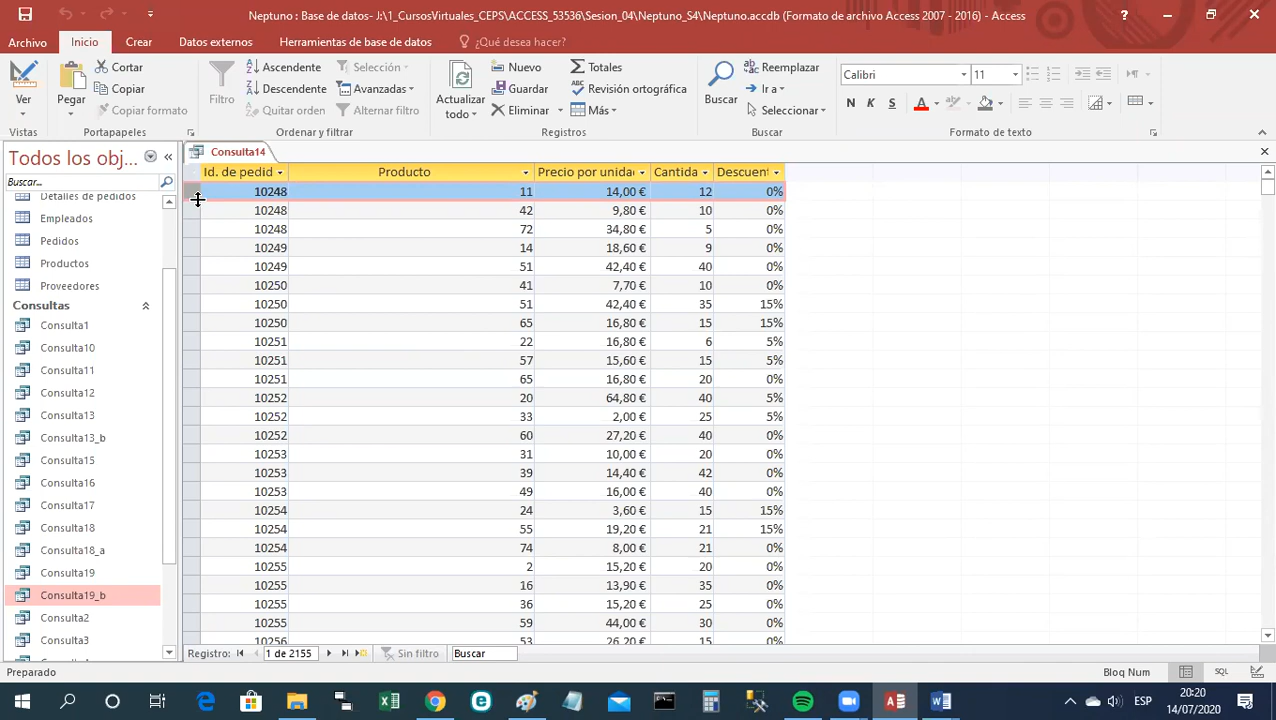 Neptuno : Base de datos- J:\1_CursosVirtuales_CEPS\ACCESS_53536\Sesion_04\Neptuno_S4\Neptuno.accdb (Formato de archivo Access 2007 - 2016) - Access
Archivo Inicio Crear Datos externos Herramientas de base de datos ¿Qué desea hacer?
Ver
Vistas
Pegar
Cortar
Copiar
Copiar formato
Portapapeles
Filtro
Ascendente
Descendente
Quitar orden
Selección
Avanzadas
Alternar filtro
Ordenar y filtrar
Actualizar
todo
Nuevo
Guardar
Eliminar
Totales
Revisión ortográfica
Más
Registros
Buscar
Reemplazar
Ir a
Seleccionar
Buscar
Calibri 11
N K S A
Formato de texto
Todos los obj...
Buscar...
Detalles de pedidos
Empleados
Pedidos
Productos
Proveedores
Consultas
Consulta1
Consulta10
Consulta11
Consulta12
Consulta13
Consulta13_b
Consulta15
Consulta16
Consulta17
Consulta18
Consulta18_a
Consulta19
Consulta19_b
Consulta2
Consulta3
Consulta14
Id. de pedid Producto Precio por unida Cantida Descuent
10248 11 14,00 € 12 0%
10248 42 9,80 € 10 0%
10248 72 34,80 € 5 0%
10249 14 18,60 € 9 0%
10249 51 42,40 € 40 0%
10250 41 7,70 € 10 0%
10250 51 42,40 € 35 15%
10250 65 16,80 € 15 15%
10251 22 16,80 € 6 5%
10251 57 15,60 € 15 5%
10251 65 16,80 € 20 0%
10252 20 64,80 € 40 5%
10252 33 2,00 € 25 5%
10252 60 27,20 € 40 0%
10253 31 10,00 € 20 0%
10253 39 14,40 € 42 0%
10253 49 16,00 € 40 0%
10254 24 3,60 € 15 15%
10254 55 19,20 € 21 15%
10254 74 8,00 € 21 0%
10255 2 15,20 € 20 0%
10255 16 13,90 € 35 0%
10255 36 15,20 € 25 0%
10255 59 44,00 € 30 0%
10256 53 26,20 € 15 0%
Registro: 1 de 2155 Sin filtro Buscar
Preparado Bloq Num SQL
ESP
20:20
14/07/2020